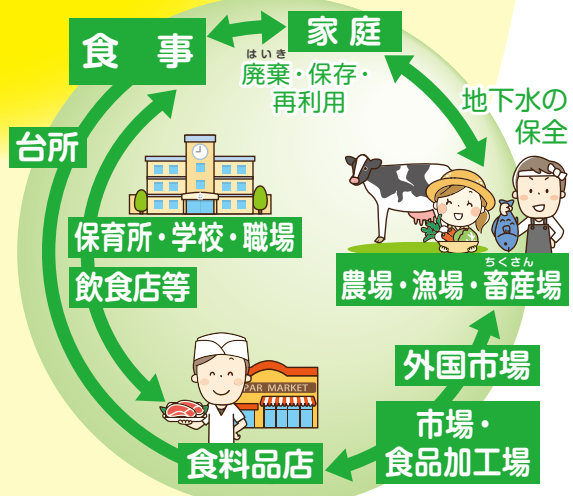 食 事
家 庭
はいき
廃棄・保存・
再利用
地下水の
保全
台所
保育所・学校・職場
飲食店等
ちくさん
農場・漁場・畜産場
外国市場
市場・
食品加工場
PAR MARKET
食料品店